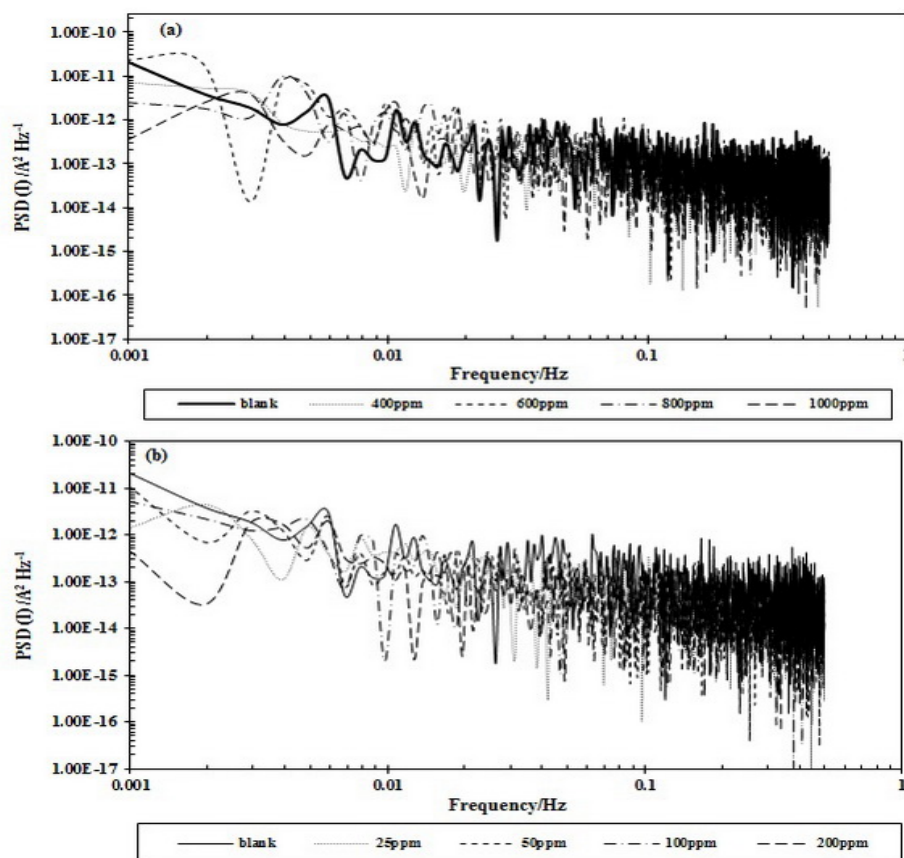 (a)
1.00E-10
1.00E-11
1.00E-12
1.00E-13
1.00E-14
1.00E-15
1.00E-16
1.00E-17
PSD(I) /A² Hz⁻¹
0.001 0.01 0.1 1
Frequency/Hz
blank 400ppm 600ppm 800ppm 1000ppm
(b)
1.00E-10
1.00E-11
1.00E-12
1.00E-13
1.00E-14
1.00E-15
1.00E-16
1.00E-17
PSD(I) /A² Hz⁻¹
0.001 0.01 0.1 1
Frequency/Hz
blank 25ppm 50ppm 100ppm 200ppm